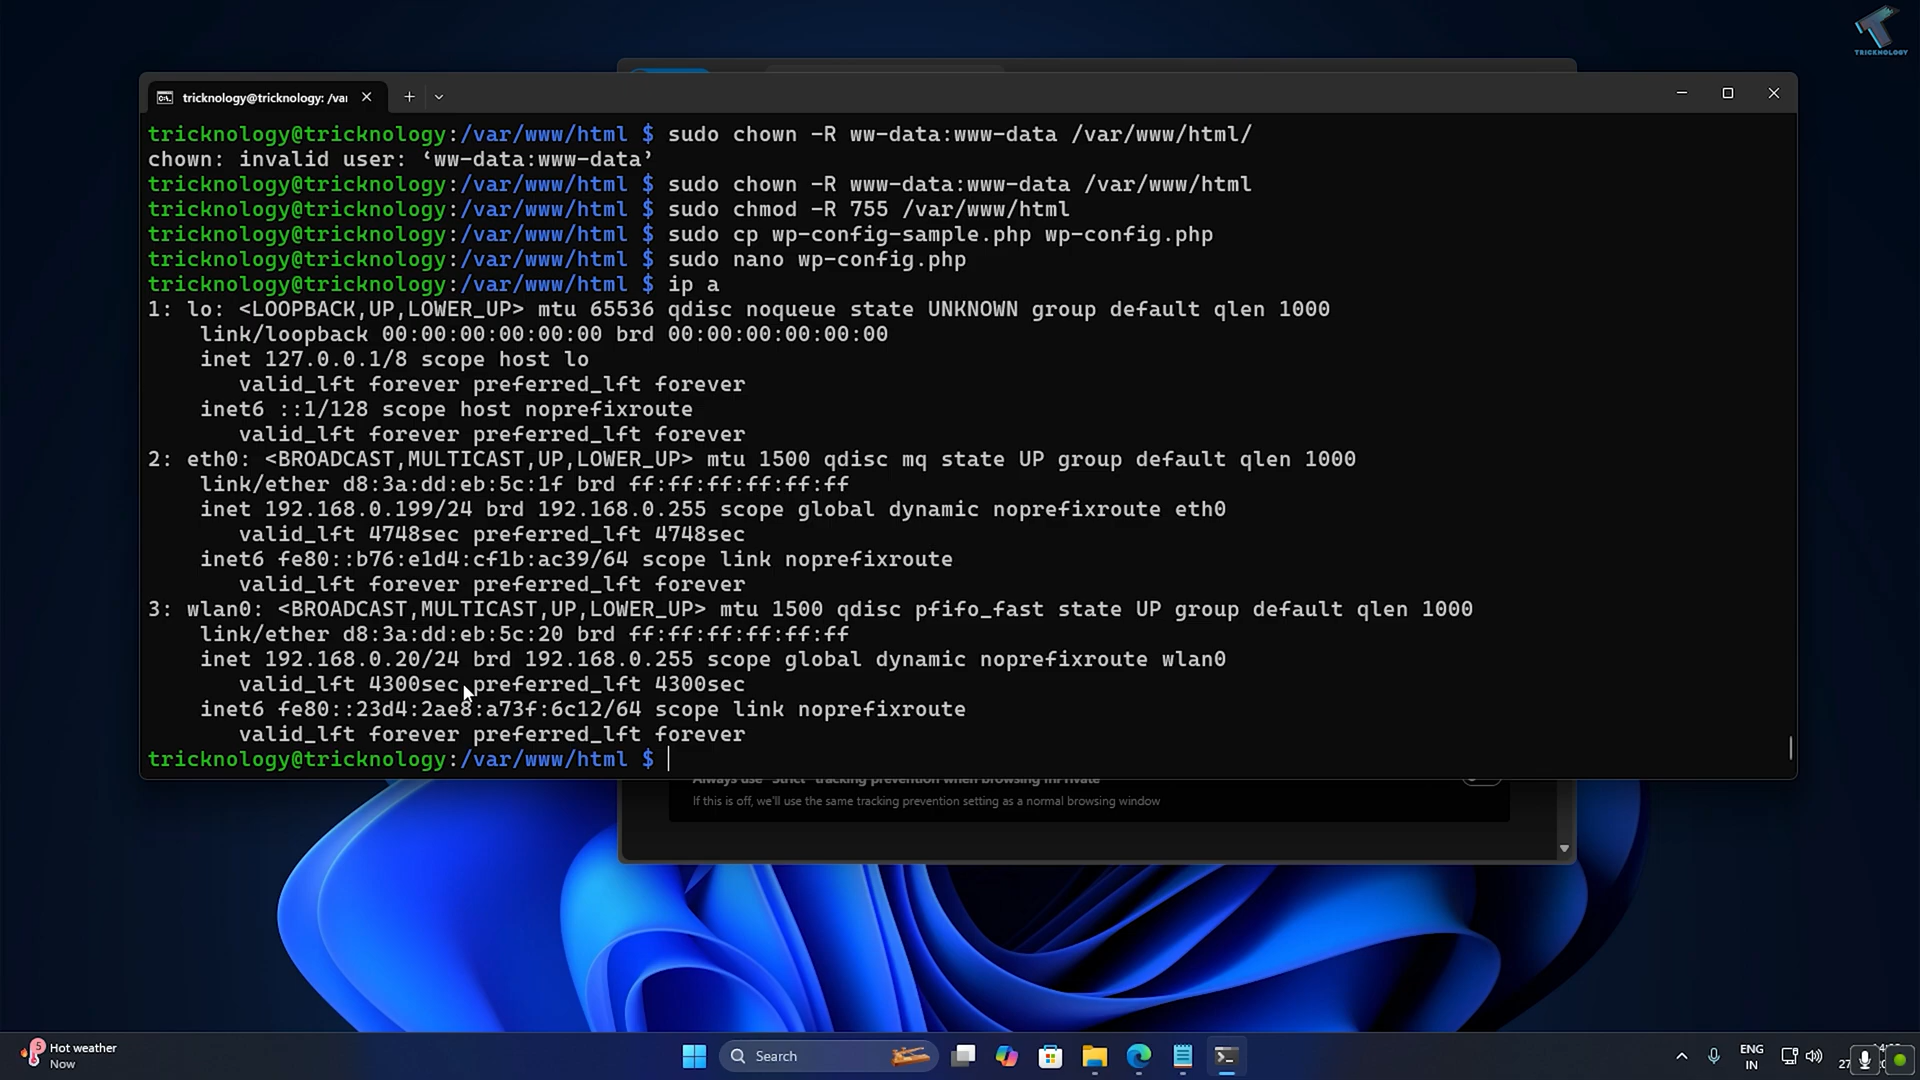 TRICKNOLOGY
tricknology@tricknology: /var
tricknology@tricknology:/var/www/html $ sudo chown -R ww-data:www-data /var/www/html/
chown: invalid user: ‘ww-data:www-data’
tricknology@tricknology:/var/www/html $ sudo chown -R www-data:www-data /var/www/html
tricknology@tricknology:/var/www/html $ sudo chmod -R 755 /var/www/html
tricknology@tricknology:/var/www/html $ sudo cp wp-config-sample.php wp-config.php
tricknology@tricknology:/var/www/html $ sudo nano wp-config.php
tricknology@tricknology:/var/www/html $ ip a
1: lo: <LOOPBACK,UP,LOWER_UP> mtu 65536 qdisc noqueue state UNKNOWN group default qlen 1000
link/loopback 00:00:00:00:00:00 brd 00:00:00:00:00:00
inet 127.0.0.1/8 scope host lo
valid_lft forever preferred_lft forever
inet6 ::1/128 scope host noprefixroute
valid_lft forever preferred_lft forever
2: eth0: <BROADCAST,MULTICAST,UP,LOWER_UP> mtu 1500 qdisc mq state UP group default qlen 1000
link/ether d8:3a:dd:eb:5c:1f brd ff:ff:ff:ff:ff:ff
inet 192.168.0.199/24 brd 192.168.0.255 scope global dynamic noprefixroute eth0
valid_lft 4748sec preferred_lft 4748sec
inet6 fe80::b76:e1d4:cf1b:ac39/64 scope link noprefixroute
valid_lft forever preferred_lft forever
3: wlan0: <BROADCAST,MULTICAST,UP,LOWER_UP> mtu 1500 qdisc pfifo_fast state UP group default qlen 1000
link/ether d8:3a:dd:eb:5c:20 brd ff:ff:ff:ff:ff:ff
inet 192.168.0.20/24 brd 192.168.0.255 scope global dynamic noprefixroute wlan0
valid_lft 4300sec preferred_lft 4300sec
inet6 fe80::23d4:2ae8:a73f:6c12/64 scope link noprefixroute
valid_lft forever preferred_lft forever
tricknology@tricknology:/var/www/html $
Always use "Strict" tracking prevention when browsing InPrivate
If this is off, we'll use the same tracking prevention setting as a normal browsing window
5
Hot weather
Now
Search
ENG
IN